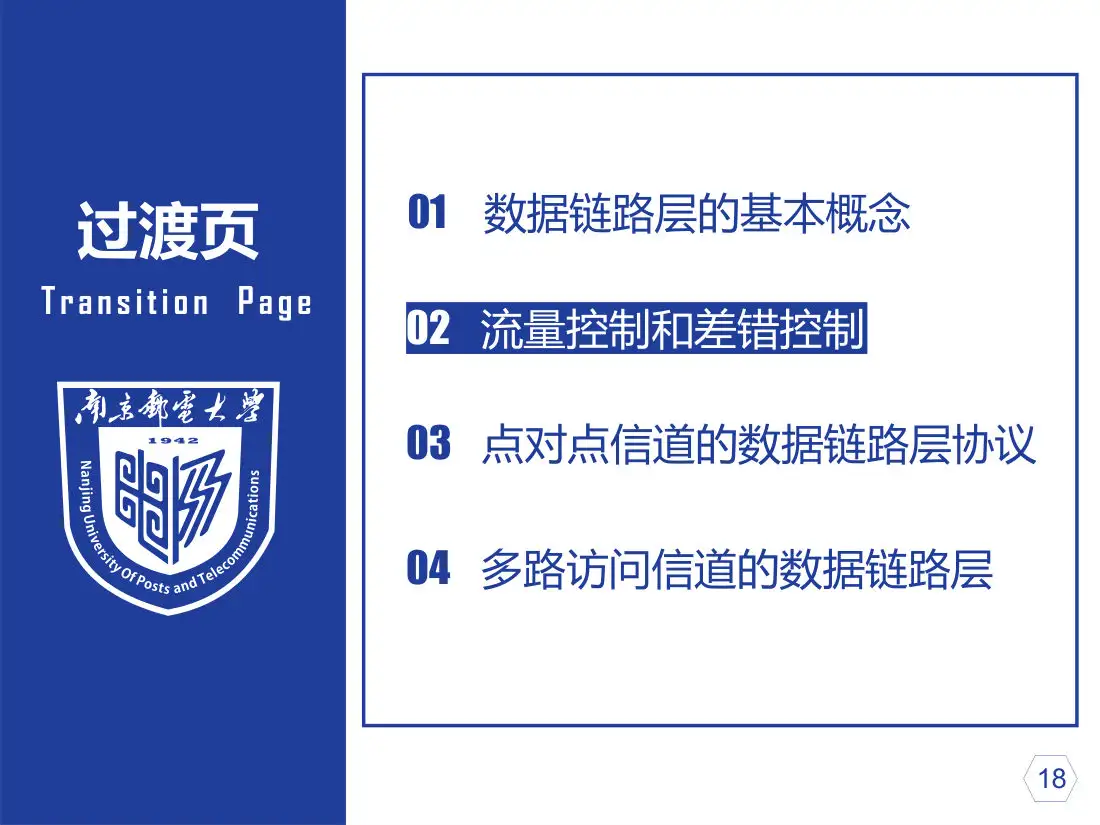 过渡页
Transition Page
南京邮电大学
1942
Nanjing University Of Posts and Telecommunications
01 数据链路层的基本概念
02 流量控制和差错控制
03 点对点信道的数据链路层协议
04 多路访问信道的数据链路层
18